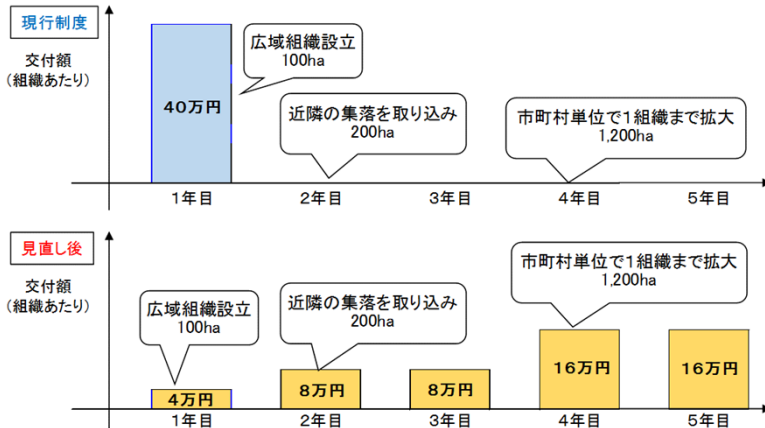 現行制度
交付額
(組織あたり)
40万円
広域組織設立
100ha
近隣の集落を取り込み
200ha
市町村単位で1組織まで拡大
1,200ha
1年目
2年目
3年目
4年目
5年目
見直し後
交付額
(組織あたり)
広域組織設立
100ha
近隣の集落を取り込み
200ha
市町村単位で1組織まで拡大
1,200ha
4万円
8万円
8万円
16万円
16万円
1年目
2年目
3年目
4年目
5年目